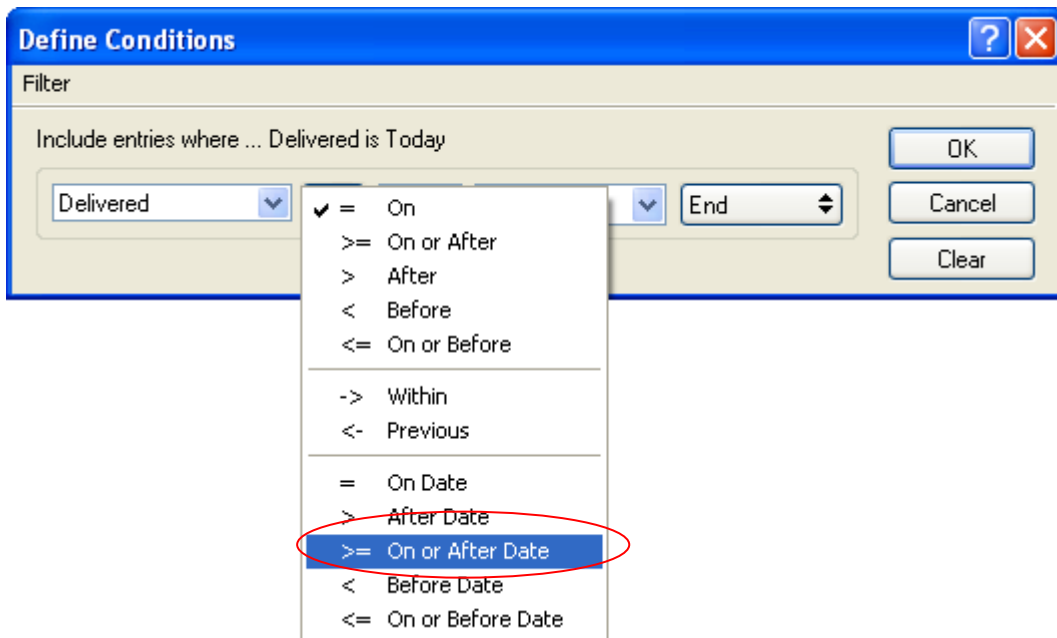 Define Conditions
Filter
Include entries where ... Delivered is Today
OK
Delivered
End
Cancel
Clear
✓ = On
>= On or After
> After
< Before
<= On or Before
-> Within
<- Previous
= On Date
> After Date
>= On or After Date
< Before Date
<= On or Before Date